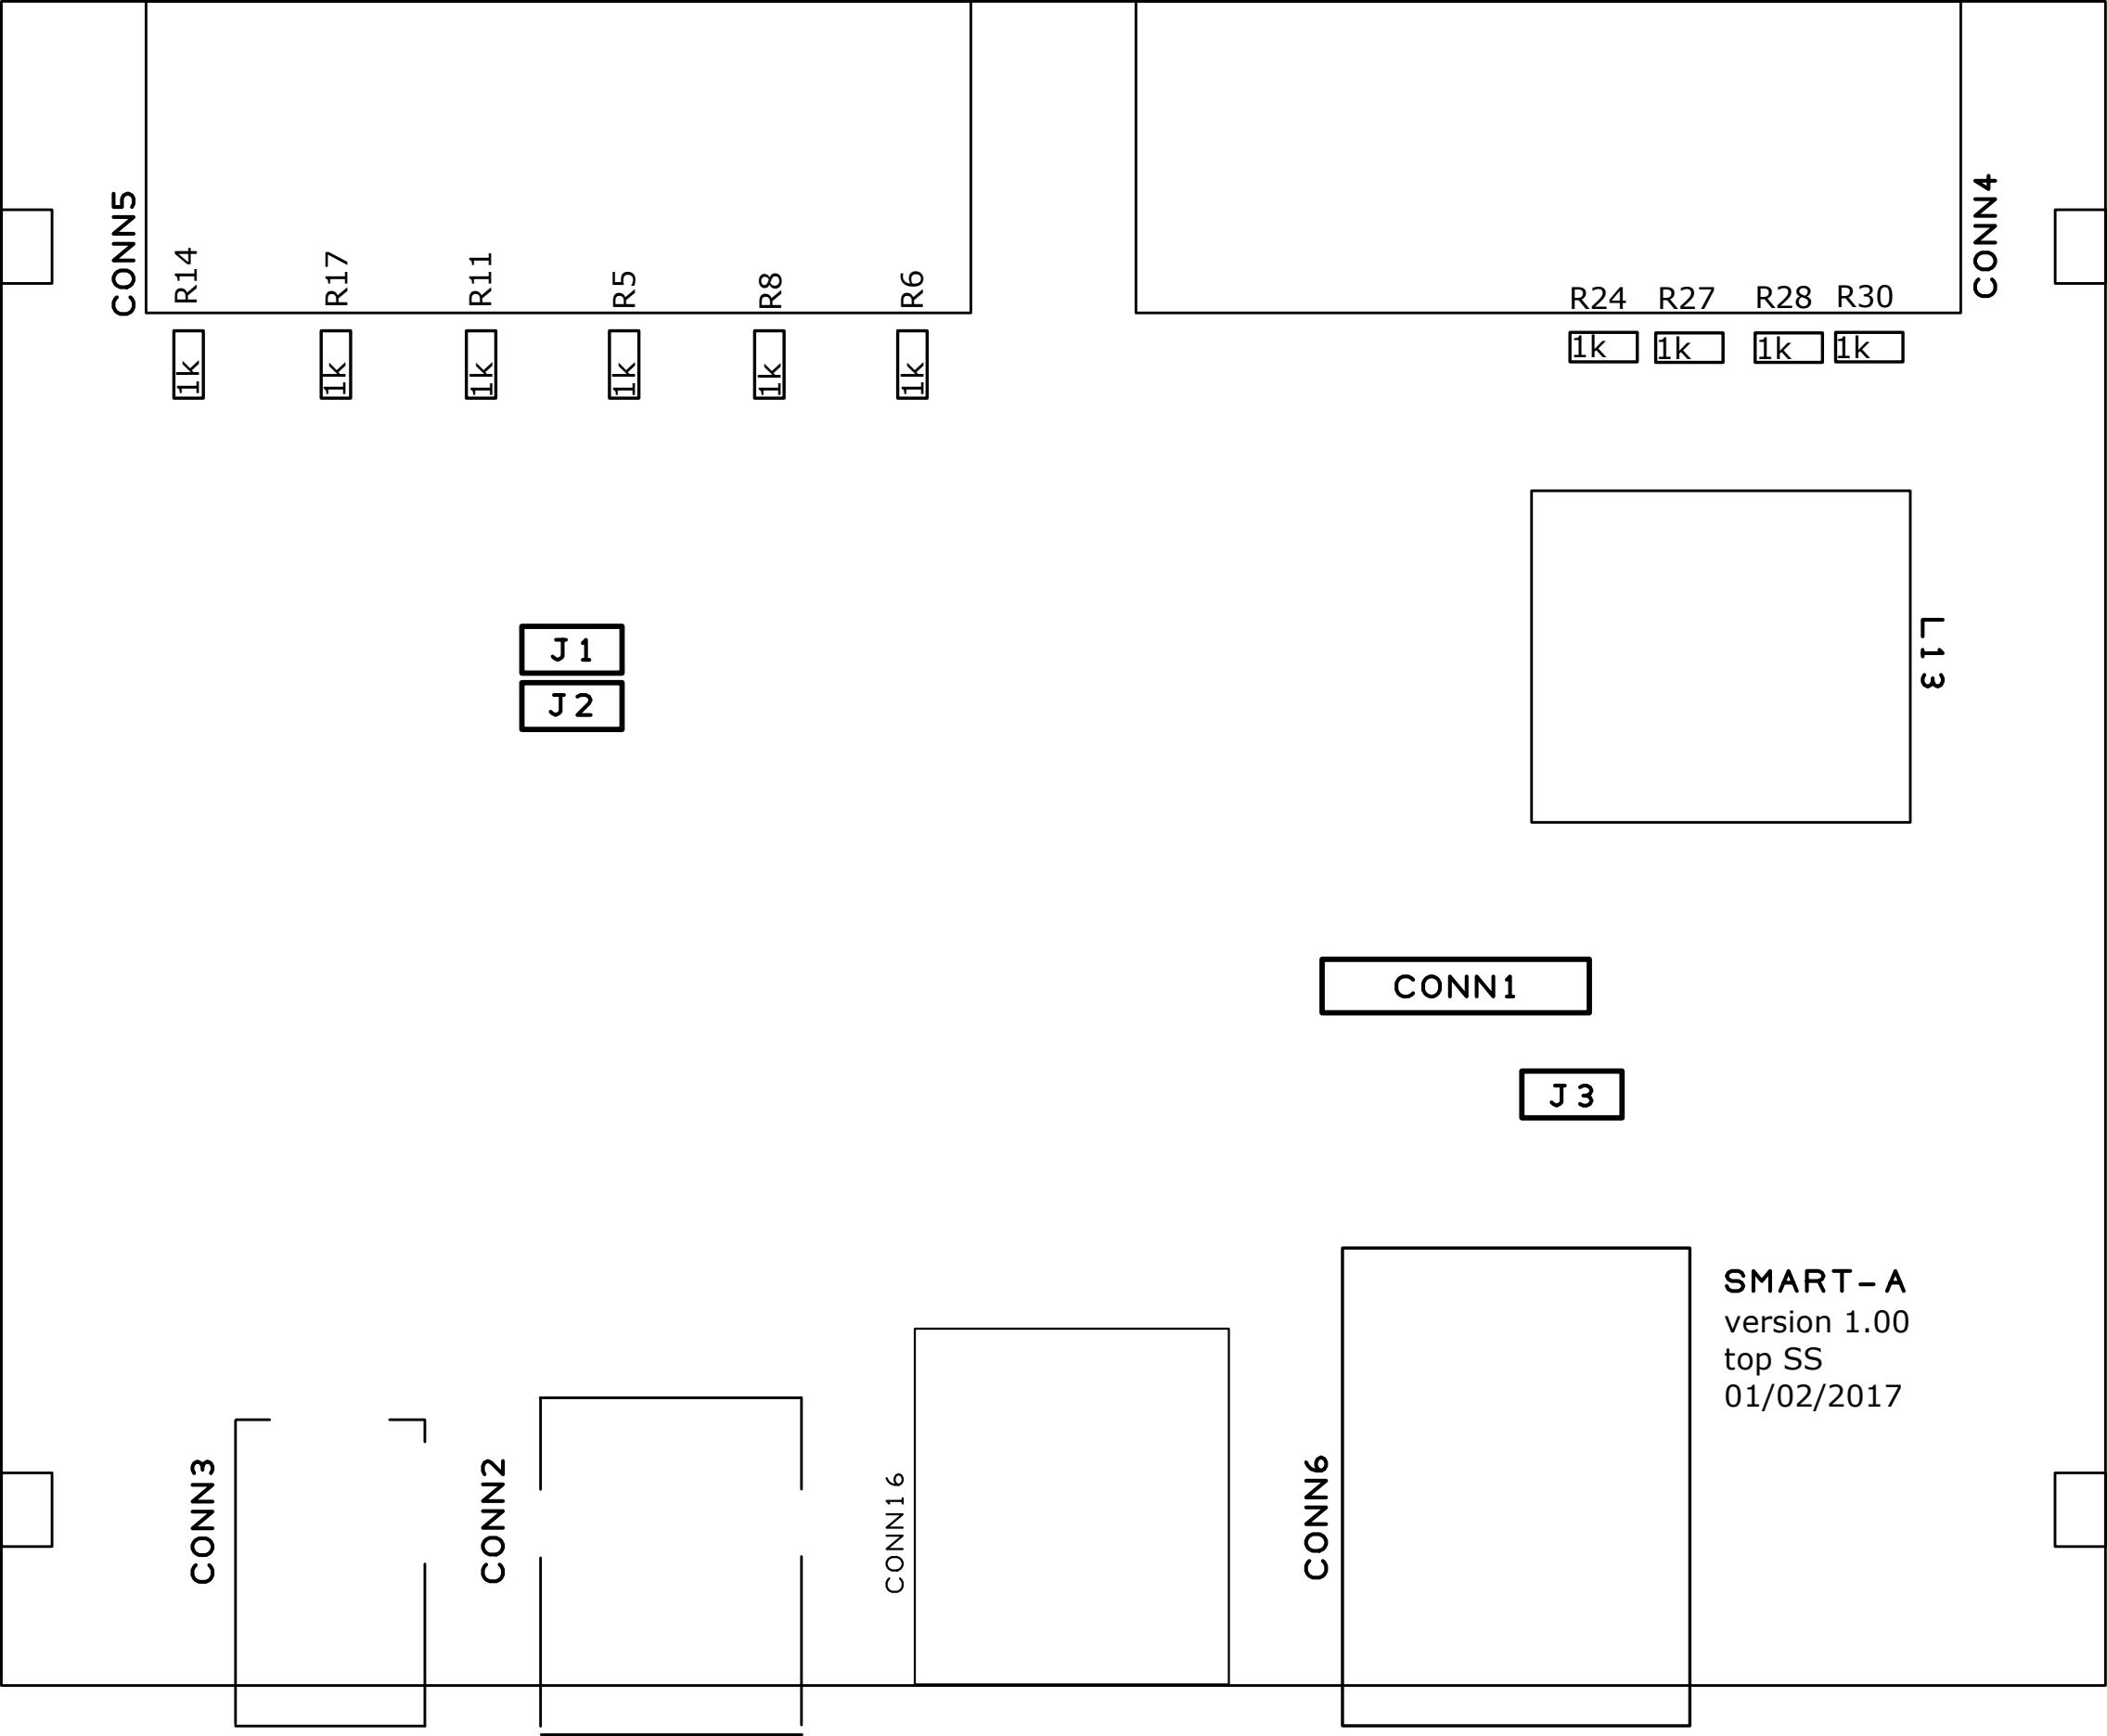 CONN5
CONN4
R14
R17
R11
R5
R8
R6
R24
R27
R28
R30
1k
1k
1k
1k
1k
1k
1k
1k
1k
1k
J1
J2
L13
CONN1
J3
SMART-A
version 1.00
top SS
01/02/2017
CONN3
CONN2
CONN16
CONN6